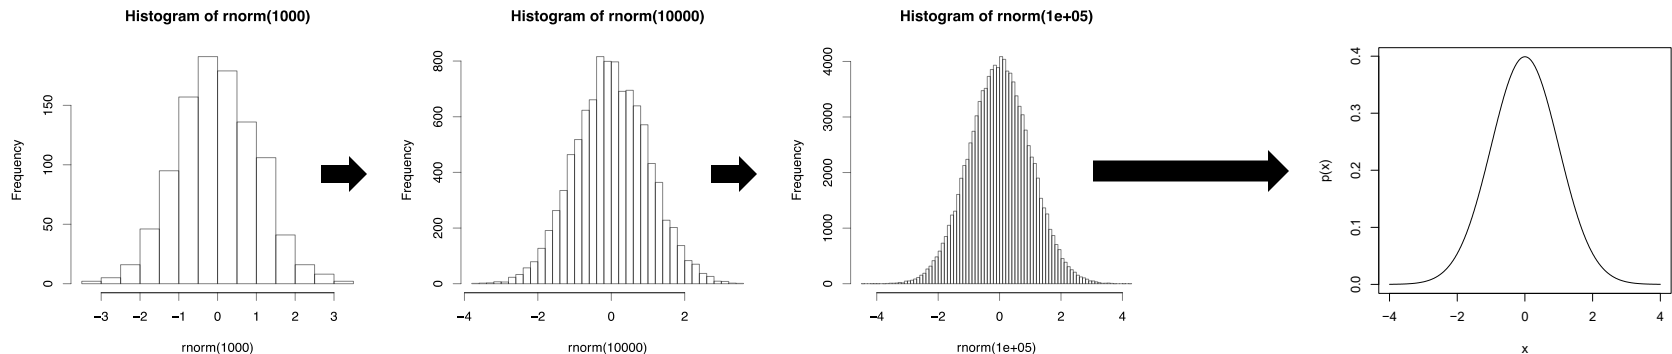 Histogram of rnorm(1000)
Frequency
150
100
50
0
−3 −2 −1 0 1 2 3
rnorm(1000)
Histogram of rnorm(10000)
Frequency
800
600
400
200
0
−4 −2 0 2
rnorm(10000)
Histogram of rnorm(1e+05)
Frequency
4000
3000
2000
1000
0
−4 −2 0 2 4
rnorm(1e+05)
p(x)
0.4
0.3
0.2
0.1
0.0
−4 −2 0 2 4
x